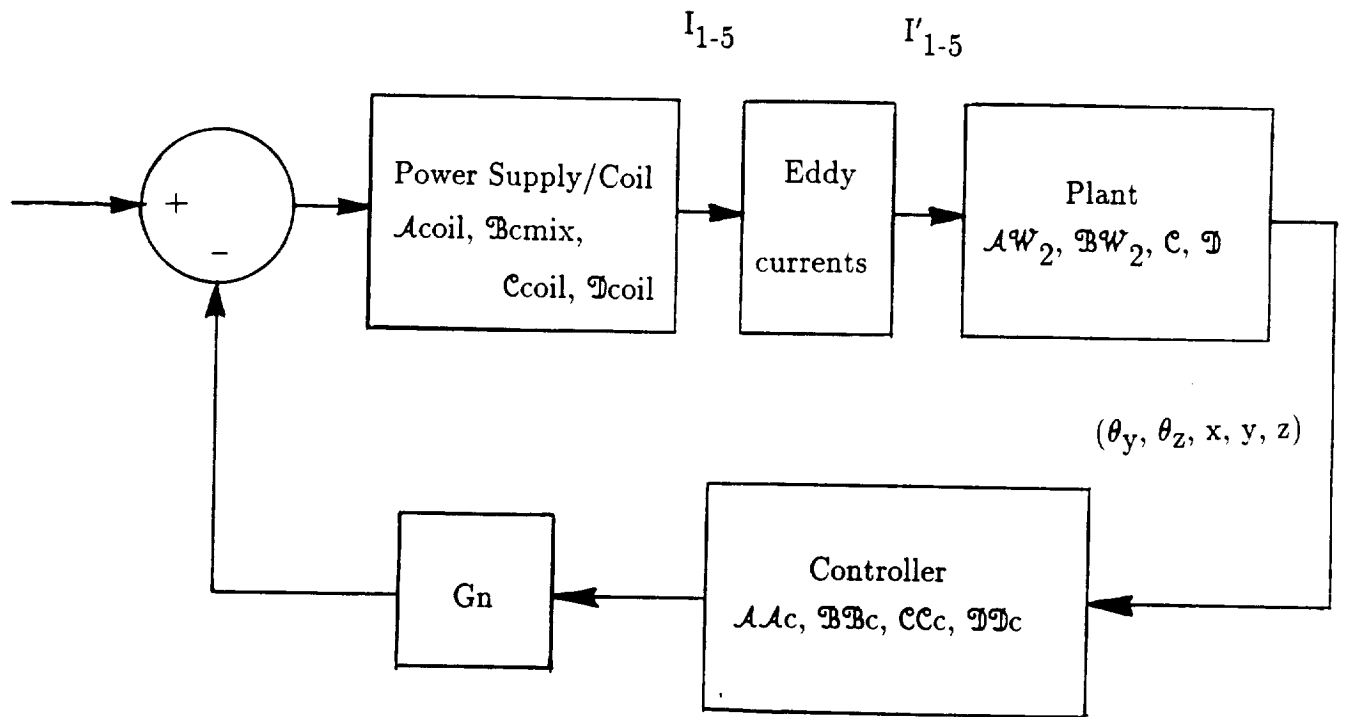 I₁₋₅
I′₁₋₅
+
−
Power Supply/Coil
𝒜coil, ℬcmix,
𝒞coil, 𝒟coil
Eddy
currents
Plant
𝒜𝒲₂, ℬ𝒲₂, 𝒞, 𝒟
(θy, θz, x, y, z)
Controller
𝒜𝒜c, ℬℬc, 𝒞𝒞c, 𝒟𝒟c
Gn